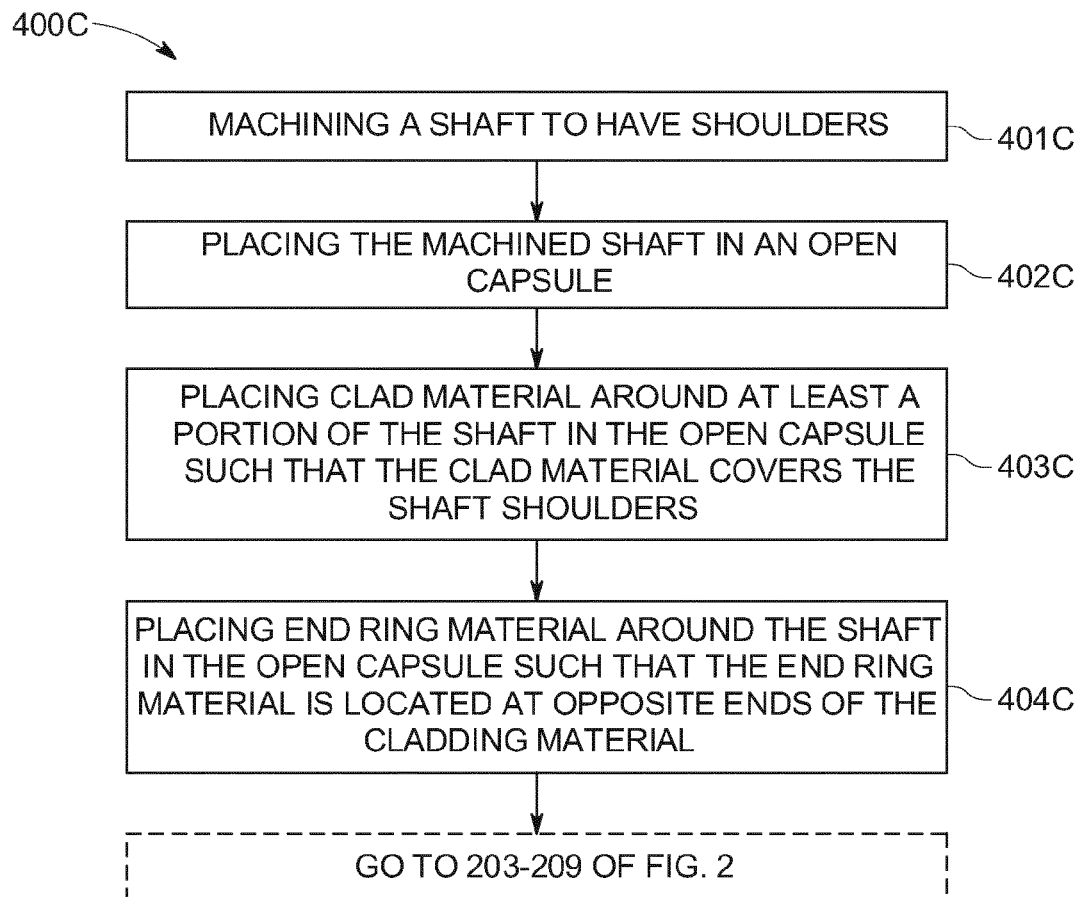 400C
MACHINING A SHAFT TO HAVE SHOULDERS
401C
PLACING THE MACHINED SHAFT IN AN OPEN
CAPSULE
402C
PLACING CLAD MATERIAL AROUND AT LEAST A
PORTION OF THE SHAFT IN THE OPEN CAPSULE
SUCH THAT THE CLAD MATERIAL COVERS THE
SHAFT SHOULDERS
403C
PLACING END RING MATERIAL AROUND THE SHAFT
IN THE OPEN CAPSULE SUCH THAT THE END RING
MATERIAL IS LOCATED AT OPPOSITE ENDS OF THE
CLADDING MATERIAL
404C
GO TO 203-209 OF FIG. 2